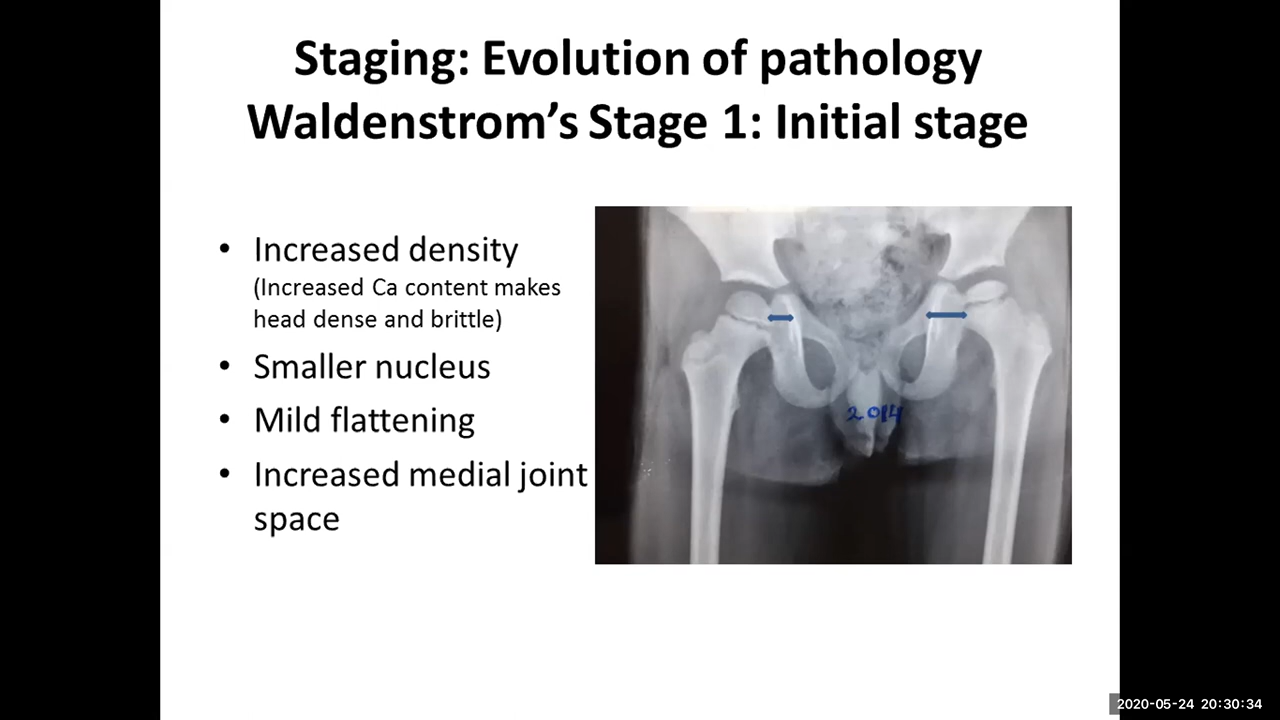 Staging: Evolution of pathology
Waldenstrom’s Stage 1: Initial stage
• Increased density
(Increased Ca content makes
head dense and brittle)
• Smaller nucleus
• Mild flattening
• Increased medial joint
space
2014
2020-05-24 20:30:34